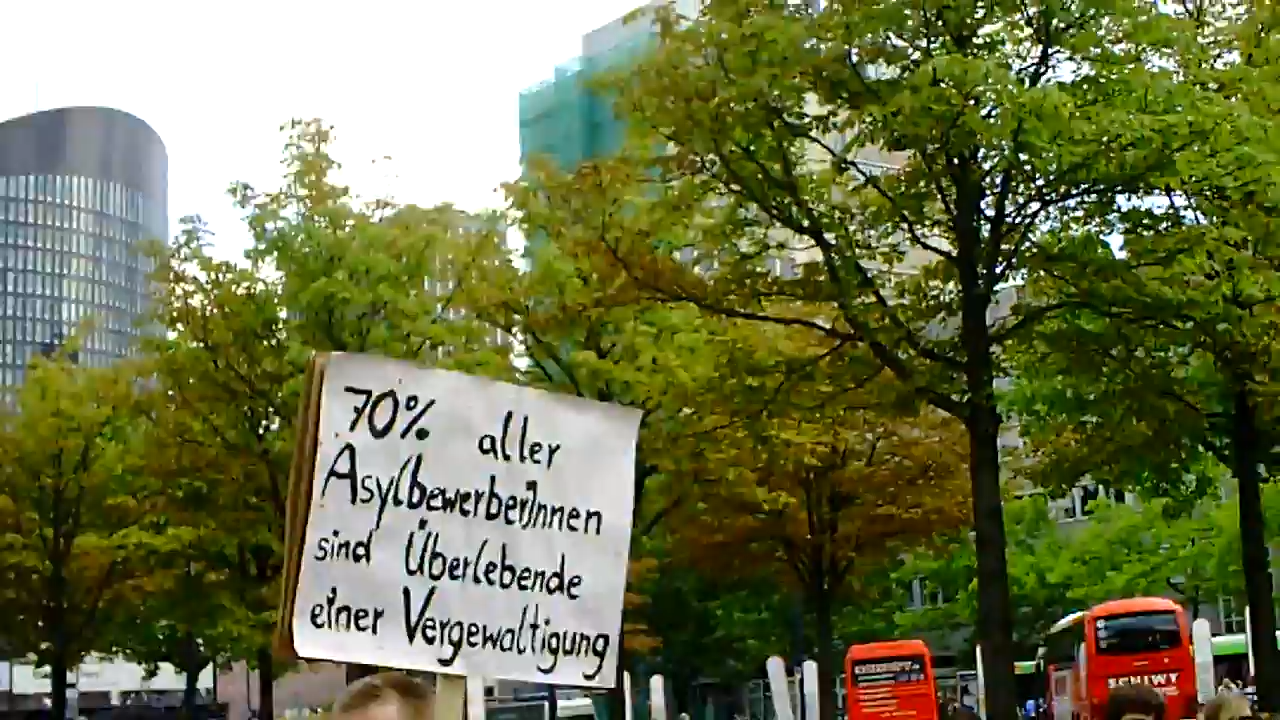 70% aller
AsylbewerberInnen
sind Überlebende
einer Vergewaltigung
SCHIWY